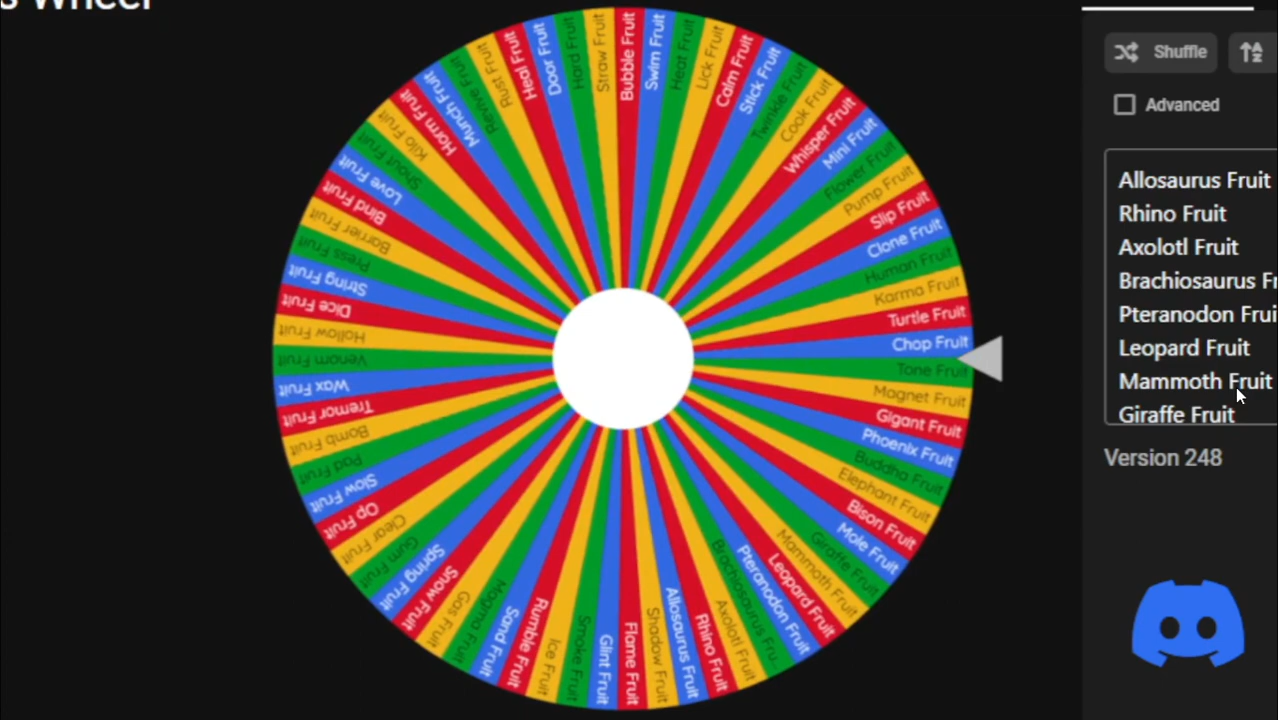 s Wheel
Straw Fruit
Bubble Fruit
Swim Fruit
Heat Fruit
Lick Fruit
Calm Fruit
Stick Fruit
Twinkle Fruit
Cook Fruit
Whisper Fruit
Mini Fruit
Flower Fruit
Pump Fruit
Slip Fruit
Clone Fruit
Human Fruit
Karma Fruit
Turtle Fruit
Chop Fruit
Tone Fruit
Magnet Fruit
Gigant Fruit
Phoenix Fruit
Buddha Fruit
Elephant Fruit
Bison Fruit
Mole Fruit
Giraffe Fruit
Mammoth Fruit
Leopard Fruit
Pteranodon Fruit
Brachiosaurus Fru...
Axolotl Fruit
Rhino Fruit
Allosaurus Fruit
Shadow Fruit
Flame Fruit
Glint Fruit
Smoke Fruit
Ice Fruit
Rumble Fruit
Sand Fruit
Magma Fruit
Gas Fruit
Snow Fruit
Spring Fruit
Gum Fruit
Clear Fruit
Op Fruit
Slow Fruit
Pad Fruit
Bomb Fruit
Tremor Fruit
Wax Fruit
Venom Fruit
Hollow Fruit
Dice Fruit
String Fruit
Press Fruit
Barrier Fruit
Bind Fruit
Love Fruit
Shout Fruit
Kilo Fruit
Horm Fruit
Munch Fruit
Revive Fruit
Rust Fruit
Heal Fruit
Door Fruit
Hard Fruit
Shuffle
Advanced
Allosaurus Fruit
Rhino Fruit
Axolotl Fruit
Brachiosaurus Fr
Pteranodon Frui
Leopard Fruit
Mammoth Fruit
Giraffe Fruit
Version 248